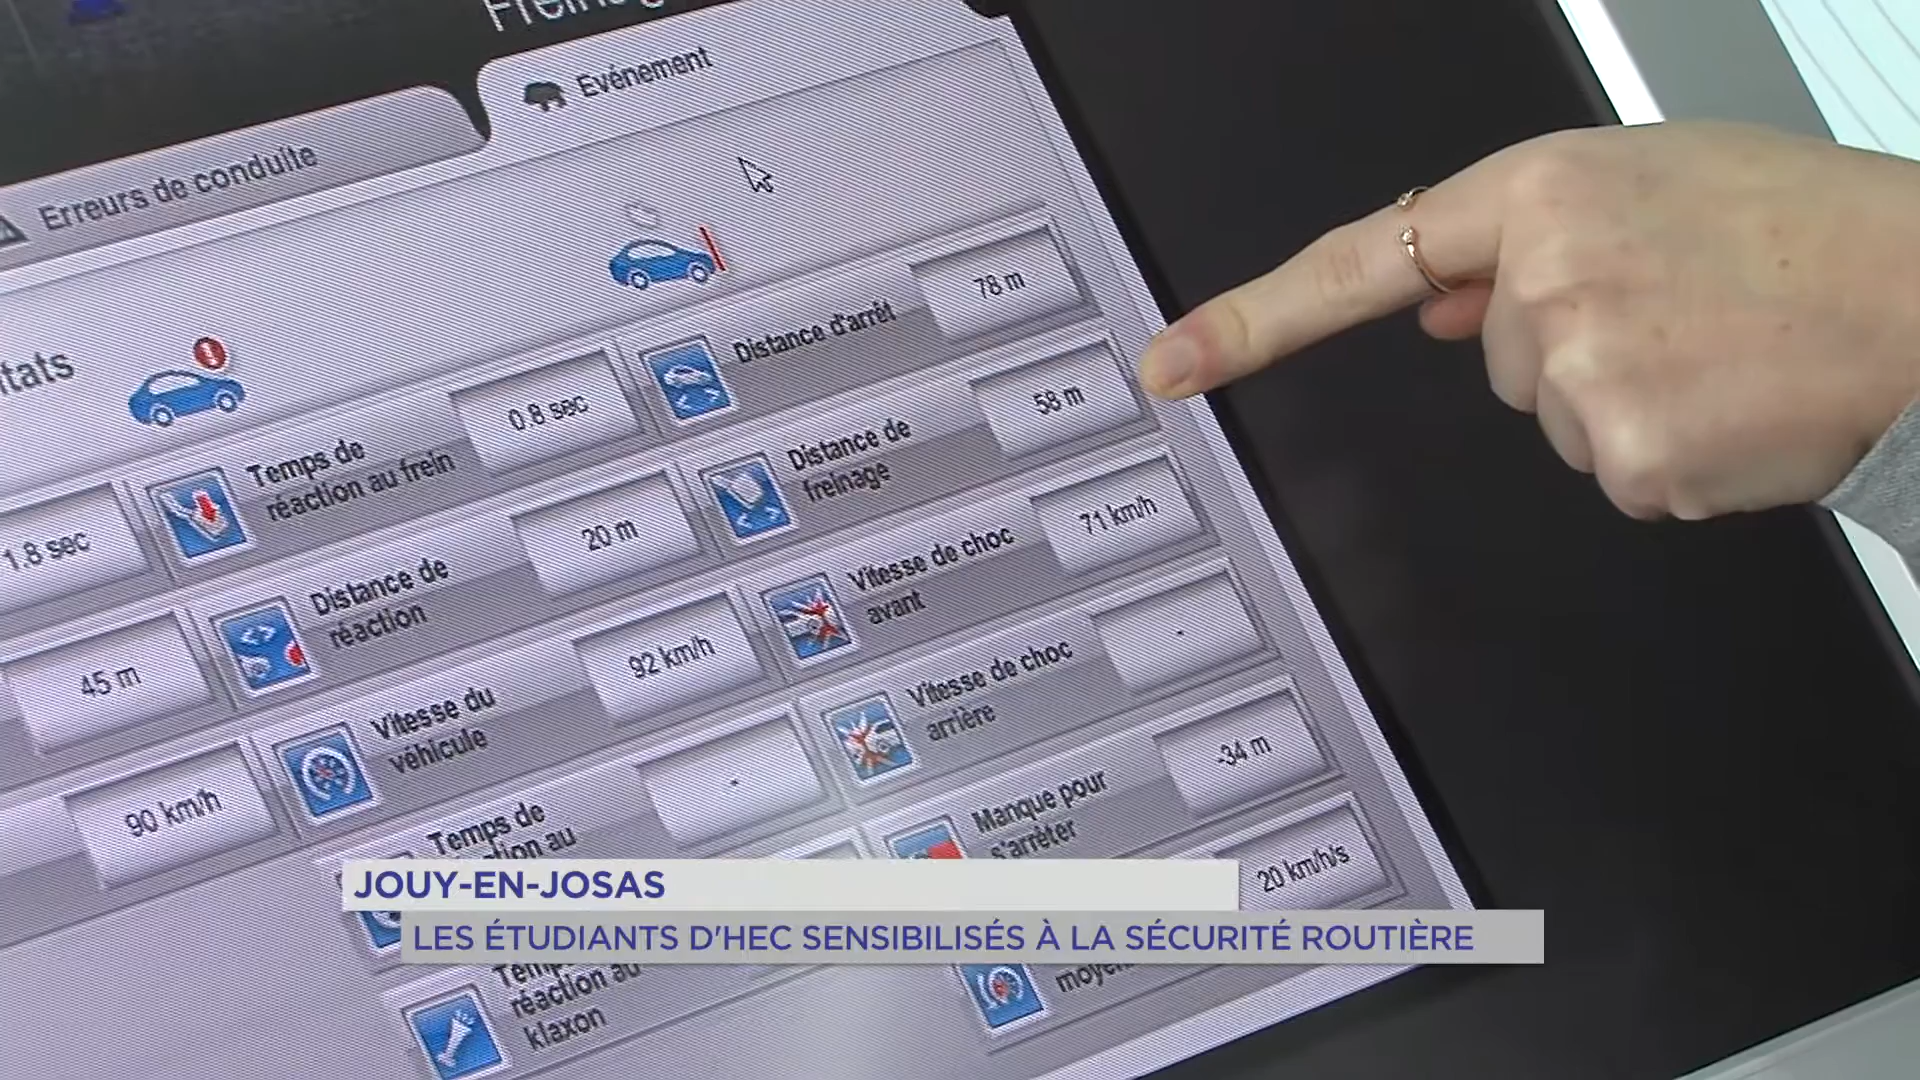 Evénement
Erreurs de conduite
78 m
Distance d'arrêt
0.8 sec
Temps de
réaction au frein
1.8 sec
58 m
Distance de
freinage
20 m
Distance de
réaction
45 m
71 km/h
Vitesse de choc
avant
92 km/h
Vitesse du
véhicule
90 km/h
-
Vitesse de choc
arrière
-
Temps de
-34 m
Manque pour
s'arrêter
20 km/h/s
JOUY-EN-JOSAS
LES ÉTUDIANTS D'HEC SENSIBILISÉS À LA SÉCURITÉ ROUTIÈRE
réaction au
klaxon